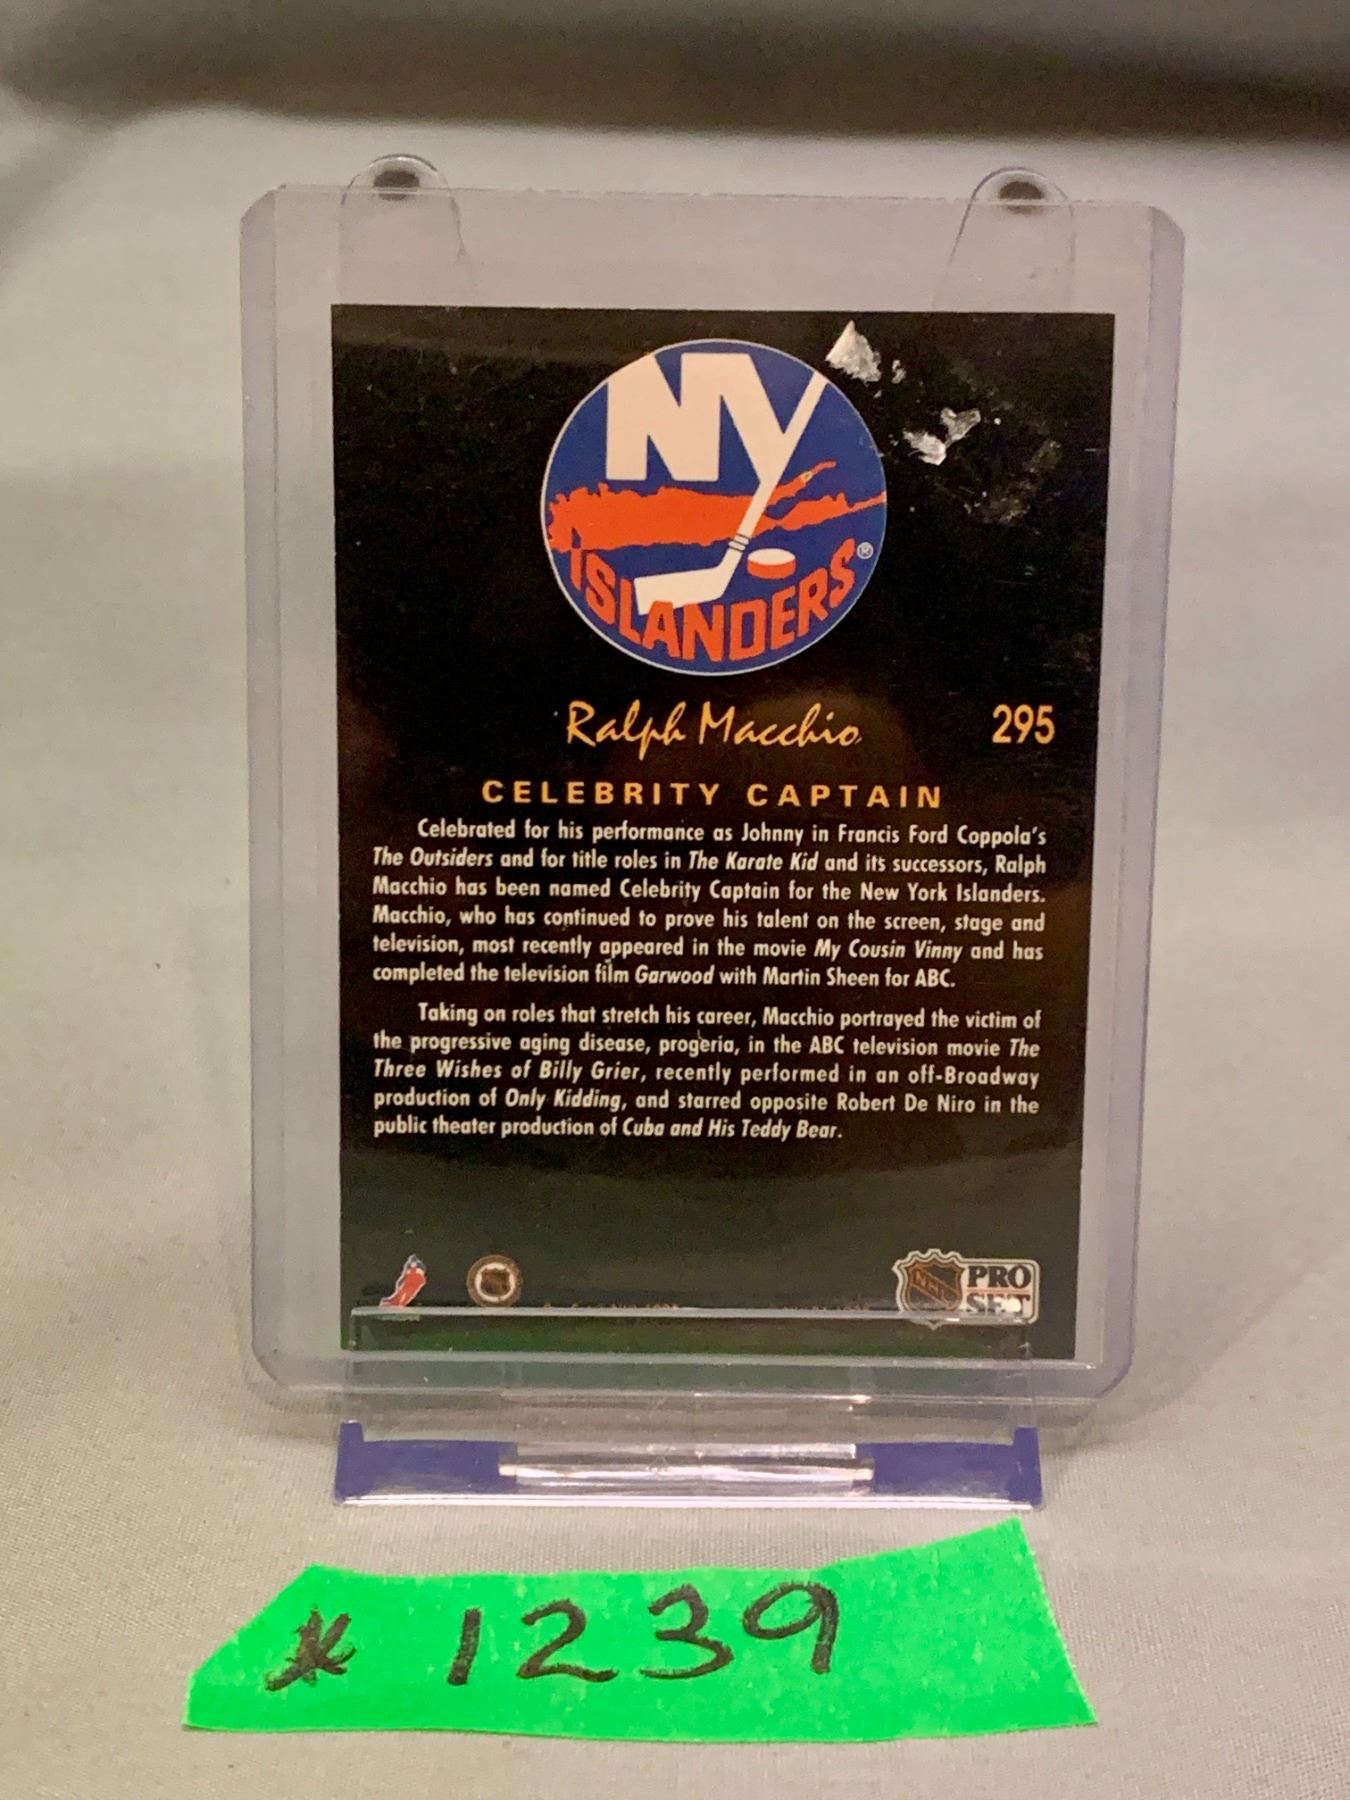 NY
ISLANDERS®
Ralph Macchio 295
CELEBRITY CAPTAIN
Celebrated for his performance as Johnny in Francis Ford Coppola's
The Outsiders and for title roles in The Karate Kid and its successors, Ralph
Macchio has been named Celebrity Captain for the New York Islanders.
Macchio, who has continued to prove his talent on the screen, stage and
television, most recently appeared in the movie My Cousin Vinny and has
completed the television film Garwood with Martin Sheen for ABC.
Taking on roles that stretch his career, Macchio portrayed the victim of
the progressive aging disease, progeria, in the ABC television movie The
Three Wishes of Billy Grier, recently performed in an off-Broadway
production of Only Kidding, and starred opposite Robert De Niro in the
public theater production of Cuba and His Teddy Bear.
NHL PRO
SET
* 1239